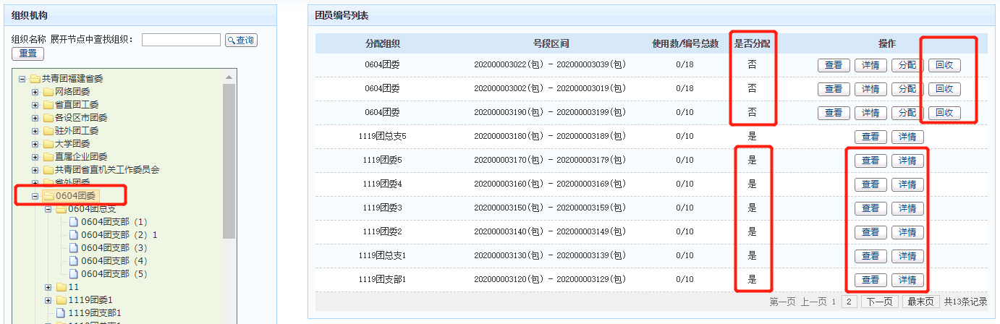 组织机构
组织名称 展开节点中查找组织： 查询
重置
共青团福建省委
网络团委
省直团工委
各设区市团委
驻外团工委
大学团委
直属企业团委
共青团省直机关工作委员会
省外团委
0604团委
0604团总支
0604团支部（1）
0604团支部（2）1
0604团支部（3）
0604团支部（4）
0604团支部（5）
11
1119团委1
1119团支部1
1119团总支1
团员编号列表
分配组织 号段区间 使用数/编号总数 是否分配 操作
0604团委 202000003022(包) - 202000003039(包) 0/18 否 查看 详情 分配 回收
0604团委 202000003002(包) - 202000003019(包) 0/18 否 查看 详情 分配 回收
0604团委 202000003190(包) - 202000003199(包) 0/10 否 查看 详情 分配 回收
1119团总支5 202000003180(包) - 202000003189(包) 0/10 是 查看 详情
1119团委5 202000003170(包) - 202000003179(包) 0/10 是 查看 详情
1119团委4 202000003160(包) - 202000003169(包) 0/10 是 查看 详情
1119团委3 202000003150(包) - 202000003159(包) 0/10 是 查看 详情
1119团委2 202000003140(包) - 202000003149(包) 0/10 是 查看 详情
1119团总支1 202000003130(包) - 202000003139(包) 0/10 是 查看 详情
1119团支部1 202000003120(包) - 202000003129(包) 0/10 是 查看 详情
第一页 上一页 1 2 下一页 最末页 共13条记录